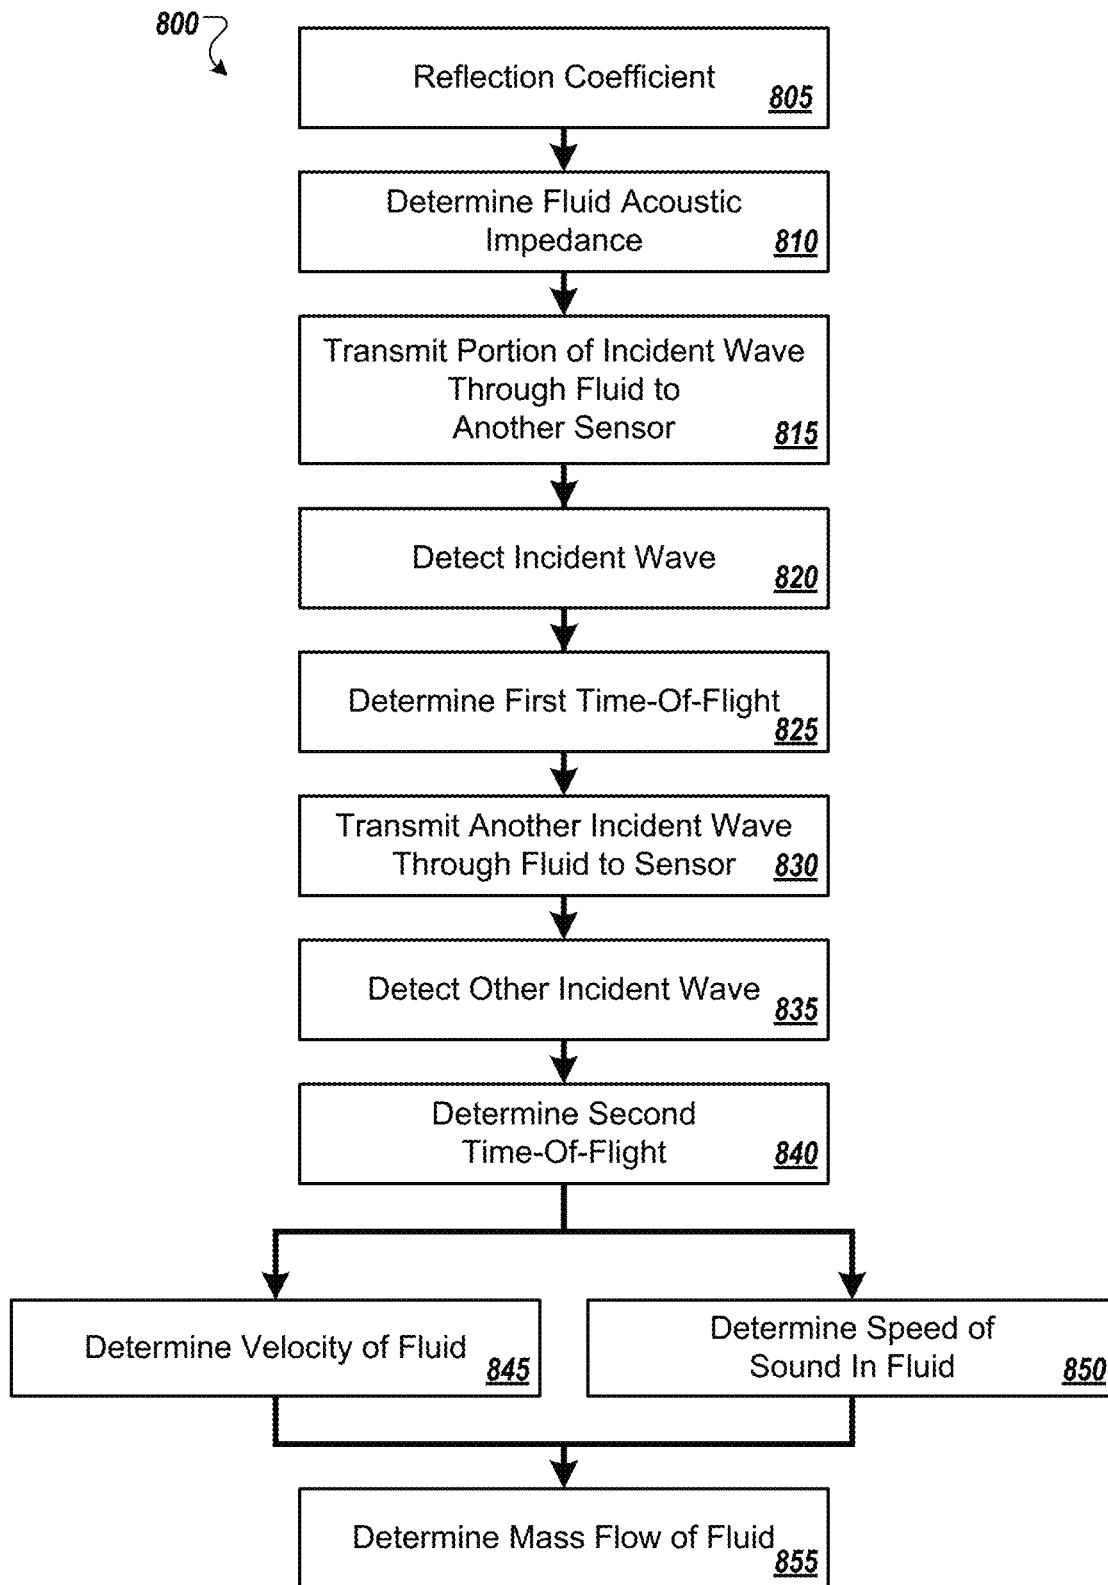 800
Reflection Coefficient
805
Determine Fluid Acoustic
Impedance
810
Transmit Portion of Incident Wave
Through Fluid to
Another Sensor
815
Detect Incident Wave
820
Determine First Time-Of-Flight
825
Transmit Another Incident Wave
Through Fluid to Sensor
830
Detect Other Incident Wave
835
Determine Second
Time-Of-Flight
840
Determine Velocity of Fluid
845
Determine Speed of
Sound In Fluid
850
Determine Mass Flow of Fluid
855